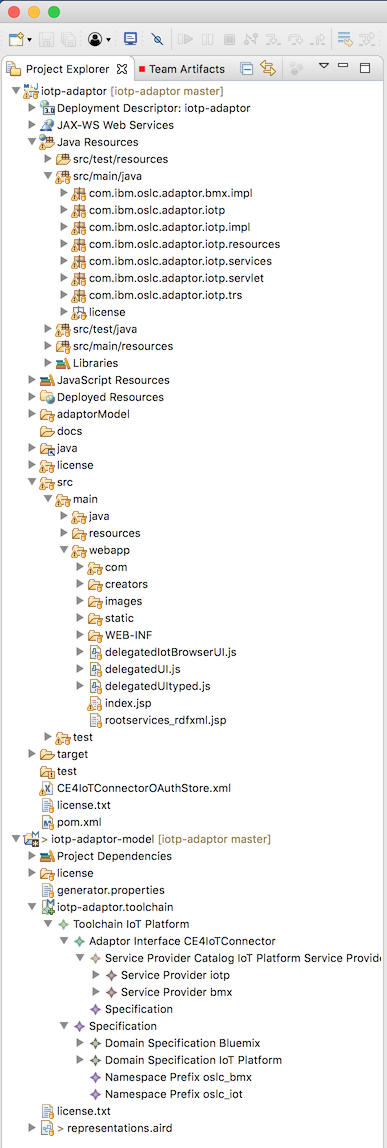 Project Explorer
Team Artifacts
iotp-adaptor [iotp-adaptor master]
Deployment Descriptor: iotp-adaptor
JAX-WS Web Services
Java Resources
src/test/resources
src/main/java
com.ibm.oslc.adaptor.bmx.impl
com.ibm.oslc.adaptor.iotp
com.ibm.oslc.adaptor.iotp.impl
com.ibm.oslc.adaptor.iotp.resources
com.ibm.oslc.adaptor.iotp.services
com.ibm.oslc.adaptor.iotp.servlet
com.ibm.oslc.adaptor.iotp.trs
license
src/test/java
src/main/resources
Libraries
JavaScript Resources
Deployed Resources
adaptorModel
docs
java
license
src
main
java
resources
webapp
com
creators
images
static
WEB-INF
delegatedIotBrowserUI.js
delegatedUI.js
delegatedUItyped.js
index.jsp
rootservices_rdfxml.jsp
test
target
test
CE4IoTConnectorOAuthStore.xml
license.txt
pom.xml
> iotp-adaptor-model [iotp-adaptor master]
Project Dependencies
license
generator.properties
iotp-adaptor.toolchain
Toolchain IoT Platform
Adaptor Interface CE4IoTConnector
Service Provider Catalog IoT Platform Service Provide
Service Provider iotp
Service Provider bmx
Specification
Specification
Domain Specification Bluemix
Domain Specification IoT Platform
Namespace Prefix oslc_bmx
Namespace Prefix oslc_iot
license.txt
> representations.aird